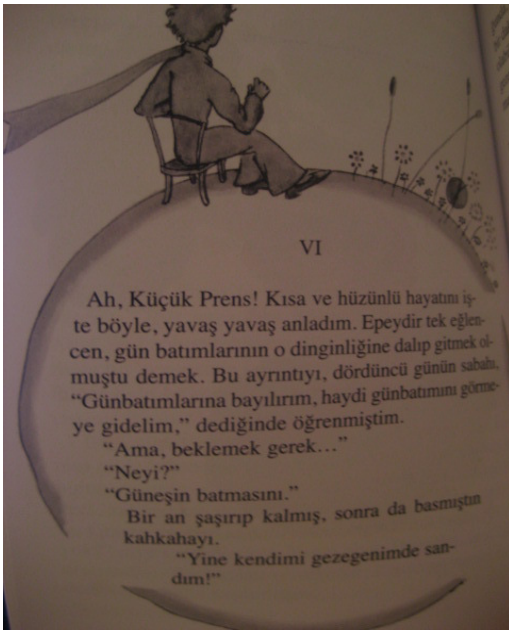 VI
Ah, Küçük Prens! Kısa ve hüzünlü hayatını iş-
te böyle, yavaş yavaş anladım. Epeydir tek eğlen-
cen, gün batımlarının o dinginliğine dalıp gitmek ol-
muştu demek. Bu ayrıntıyı, dördüncü günün sabahı,
“Günbatımlarına bayılırım, haydi günbatımını görme-
ye gidelim,” dediğinde öğrenmiştim.
“Ama, beklemek gerek...”
“Neyi?”
“Güneşin batmasını.”
Bir an şaşırıp kalmış, sonra da basmıştın
kahkahayı.
“Yine kendimi gezegenimde san-
dım!”